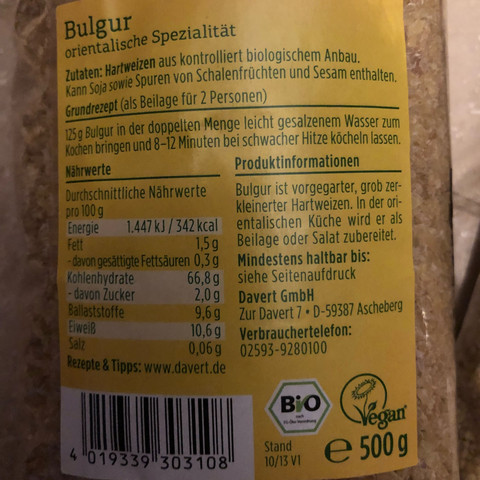 Bulgur
orientalische Spezialität
Zutaten: Hartweizen aus kontrolliert biologischem Anbau.
Kann Soja sowie Spuren von Schalenfrüchten und Sesam enthalten.
Grundrezept (als Beilage für 2 Personen)
125 g Bulgur in der doppelten Menge leicht gesalzenem Wasser zum
Kochen bringen und 8–12 Minuten bei schwacher Hitze köcheln lassen.
Nährwerte
Durchschnittliche Nährwerte
pro 100 g
Energie 1.447 kJ / 342 kcal
Fett 1,5 g
- davon gesättigte Fettsäuren 0,3 g
Kohlenhydrate 66,8 g
- davon Zucker 2,0 g
Ballaststoffe 9,6 g
Eiweiß 10,6 g
Salz 0,06 g
Rezepte & Tipps: www.davert.de
Produktinformationen
Bulgur ist vorgegarter, grob zer-
kleinerter Hartweizen. In der ori-
entalischen Küche wird er als
Beilage oder Salat zubereitet.
Mindestens haltbar bis:
siehe Seitenaufdruck
Davert GmbH
Zur Davert 7 • D-59387 Ascheberg
Verbrauchertelefon:
02593-9280100
4 019339 303108
Bio
nach
EG-Öko-Verordnung
Vegan
Stand
10/13 V1
e 500 g